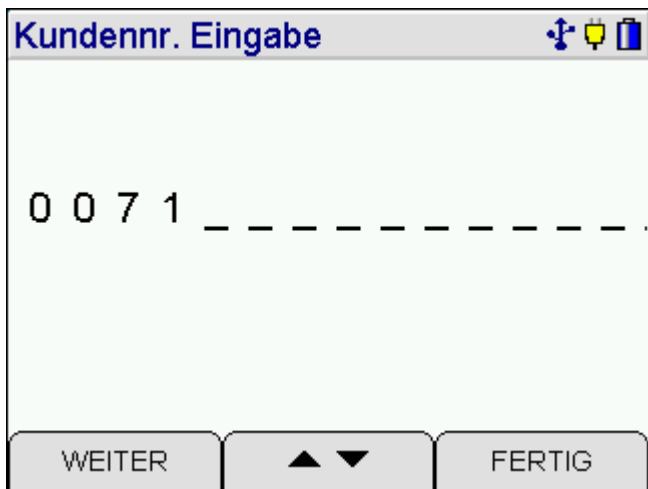 Kundennr. Eingabe
0 0 7 1 _ _ _ _ _ _ _ _ _ _ _
WEITER ▲ ▼ FERTIG